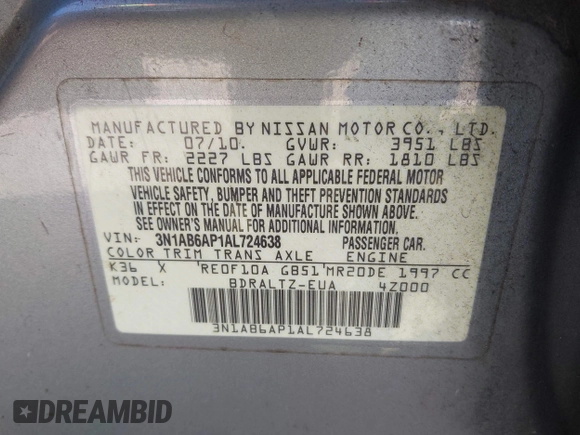 MANUFACTURED BY NISSAN MOTOR CO., LTD.
DATE: 07/10. GVWR: 3951 LBS
GAWR FR: 2227 LBS GAWR RR: 1810 LBS
THIS VEHICLE CONFORMS TO ALL APPLICABLE FEDERAL MOTOR
VEHICLE SAFETY, BUMPER AND THEFT PREVENTION STANDARDS
IN EFFECT ON THE DATE OF MANUFACTURE SHOWN ABOVE.
SEE OWNER'S MANUAL FOR ADDITIONAL INFORMATION.
VIN: 3N1AB6AP1AL724638 PASSENGER CAR.
COLOR TRIM TRANS AXLE ENGINE
K36 X RE0F10A GB51 MR20DE 1997 CC
MODEL: BDRALTZ-EUA 4Z000
3N1AB6AP1AL724638
DREAMBID